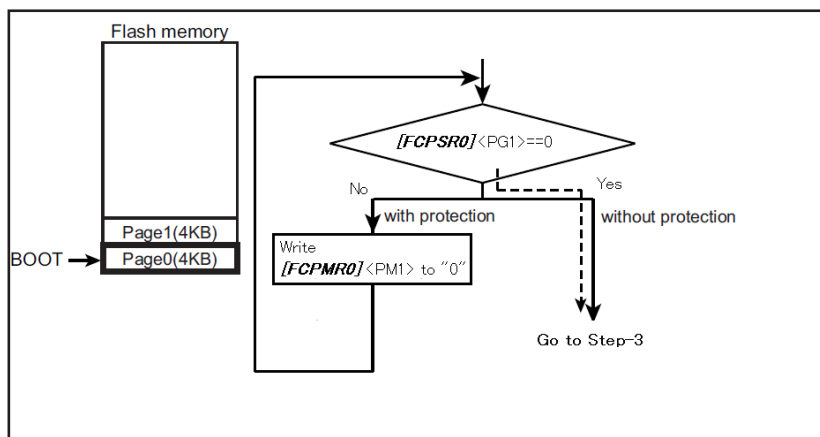 Flash memory
Page1(4KB)
BOOT
Page0(4KB)
[FCPSR0]<PG1>==0
No
Yes
with protection
without protection
Write
[FCPMR0]<PM1> to "0"
Go to Step-3